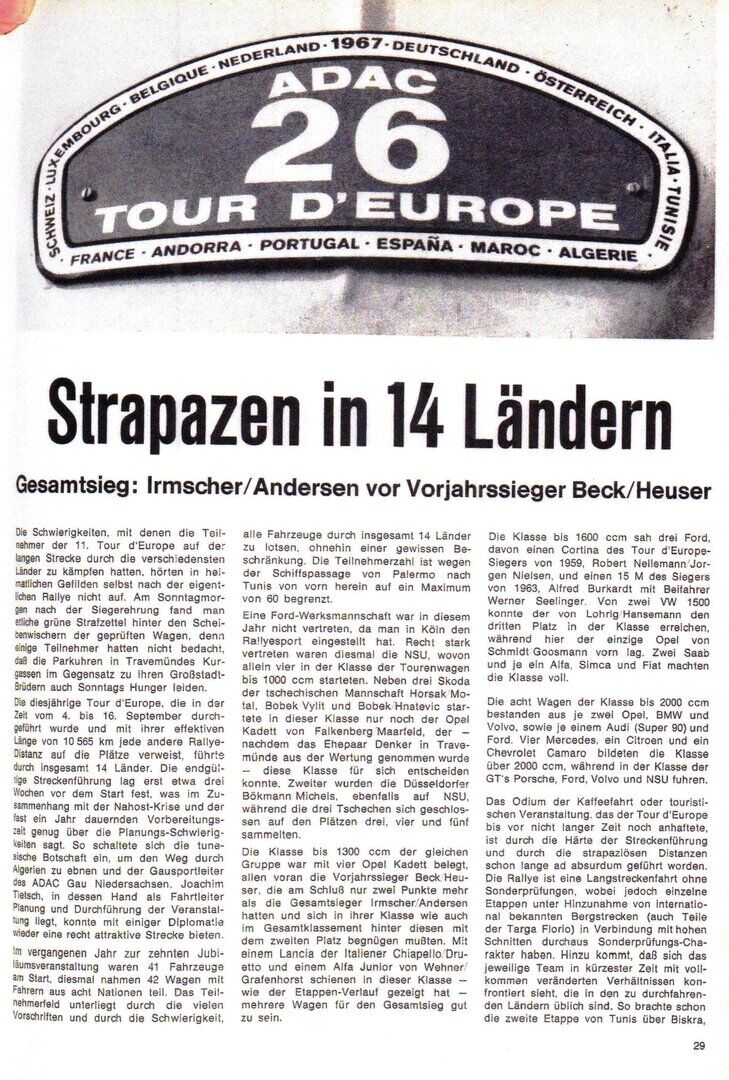 SCHWEIZ · LUXEMBOURG · BELGIQUE · NEDERLAND · 1967 · DEUTSCHLAND · ÖSTERREICH · ITALIA · TUNISIE
ADAC
26
TOUR D'EUROPE
FRANCE · ANDORRA · PORTUGAL · ESPAÑA · MAROC · ALGERIE ·
Strapazen in 14 Ländern
Gesamtsieg: Irmscher/Andersen vor Vorjahrssieger Beck/Heuser
Die Schwierigkeiten, mit denen die Teil-
nehmer der 11. Tour d'Europe auf der
langen Strecke durch die verschiedensten
Länder zu kämpfen hatten, hörten in hei-
matlichen Gefilden selbst nach der eigent-
lichen Rallye nicht auf. Am Sonntagmor-
gen nach der Siegerehrung fand man
etliche grüne Strafzettel hinter den Schei-
benwischern der geprüften Wagen, denn
einige Teilnehmer hatten nicht bedacht,
daß die Parkuhren in Travemündes Kur-
gassen im Gegensatz zu ihren Großstadt-
Brüdern auch Sonntags Hunger leiden.
Die diesjährige Tour d'Europe, die in der
Zeit vom 4. bis 16. September durch-
geführt wurde und mit ihrer effektiven
Länge von 10 565 km jede andere Rallye-
Distanz auf die Plätze verweist, führte
durch insgesamt 14 Länder. Die endgül-
tige Streckenführung lag erst etwa drei
Wochen vor dem Start fest, was im Zu-
sammenhang mit der Nahost-Krise und der
fast ein Jahr dauernden Vorbereitungs-
zeit genug über die Planungs-Schwierig-
keiten sagt. So schaltete sich die tune-
sische Botschaft ein, um den Weg durch
Algerien zu ebnen und der Gausportleiter
des ADAC Gau Niedersachsen, Joachim
Tietsch, in dessen Hand als Fahrtleiter
Planung und Durchführung der Veranstal-
tung liegt, konnte mit einiger Diplomatie
wieder eine recht attraktive Strecke bieten.
Im vergangenen Jahr zur zehnten Jubi-
läumsveranstaltung waren 41 Fahrzeuge
am Start, diesmal nahmen 42 Wagen mit
Fahrern aus acht Nationen teil. Das Teil-
nehmerfeld unterliegt durch die vielen
Vorschriften und durch die Schwierigkeit,
alle Fahrzeuge durch insgesamt 14 Länder
zu lotsen, ohnehin einer gewissen Be-
schränkung. Die Teilnehmerzahl ist wegen
der Schiffspassage von Palermo nach
Tunis von vorn herein auf ein Maximum
von 60 begrenzt.
Eine Ford-Werksmannschaft war in diesem
Jahr nicht vertreten, da man in Köln den
Rallyesport eingestellt hat. Recht stark
vertreten waren diesmal die NSU, wovon
allein vier in der Klasse der Tourenwagen
bis 1000 ccm starteten. Neben drei Skoda
der tschechischen Mannschaft Horsak/Mo-
tal, Bobek/Vylit und Bobek/Hnatevic star-
tete in dieser Klasse nur noch der Opel
Kadett von Falkenberg/Maarfeld, der —
nachdem das Ehepaar Denker in Trave-
münde aus der Wertung genommen wurde
— diese Klasse für sich entscheiden
konnte. Zweiter wurden die Düsseldorfer
Bökmann/Michels, ebenfalls auf NSU,
während die drei Tschechen sich geschlos-
sen auf den Plätzen drei, vier und fünf
sammelten.
Die Klasse bis 1300 ccm der gleichen
Gruppe war mit vier Opel Kadett belegt,
allen voran die Vorjahrssieger Beck/Heu-
ser, die am Schluß nur zwei Punkte mehr
als die Gesamtsieger Irmscher/Andersen
hatten und sich in ihrer Klasse wie auch
im Gesamtklassement hinter diesen mit
dem zweiten Platz begnügen mußten. Mit
einem Lancia der Italiener Chiapello/Dru-
etto und einem Alfa Junior von Wehner/
Grafenhorst schienen in dieser Klasse —
wie der Etappen-Verlauf gezeigt hat —
mehrere Wagen für den Gesamtsieg gut
zu sein.
Die Klasse bis 1600 ccm sah drei Ford,
davon einen Cortina des Tour d'Europe-
Siegers von 1959, Robert Nellemann/Jor-
gen Nielsen, und einen 15 M des Siegers
von 1963, Alfred Burkardt mit Beifahrer
Werner Seelinger. Von zwei VW 1500
konnte der von Lohrig/Hansemann den
dritten Platz in der Klasse erreichen,
während hier der einzige Opel von
Schmidt/Goosmann vorn lag. Zwei Saab
und je ein Alfa, Simca und Fiat machten
die Klasse voll.
Die acht Wagen der Klasse bis 2000 ccm
bestanden aus je zwei Opel, BMW und
Volvo, sowie je einem Audi (Super 90) und
Ford. Vier Mercedes, ein Citroen und ein
Chevrolet Camaro bildeten die Klasse
über 2000 ccm, während in der Klasse der
GT's Porsche, Ford, Volvo und NSU fuhren.
Das Odium der Kaffeefahrt oder touristi-
schen Veranstaltung, das der Tour d'Europe
bis vor nicht langer Zeit noch anhaftete,
ist durch die Härte der Streckenführung
und durch die strapaziösen Distanzen
schon lange ad absurdum geführt worden.
Die Rallye ist eine Langstreckenfahrt ohne
Sonderprüfungen, wobei jedoch einzelne
Etappen unter Hinzunahme von internatio-
nal bekannten Bergstrecken (auch Teile
der Targa Florio) in Verbindung mit hohen
Schnitten durchaus Sonderprüfungs-Cha-
rakter haben. Hinzu kommt, daß sich das
jeweilige Team in kürzester Zeit mit voll-
kommen veränderten Verhältnissen kon-
frontiert sieht, die in den zu durchfahren-
den Ländern üblich sind. So brachte schon
die zweite Etappe von Tunis über Biskra,
29